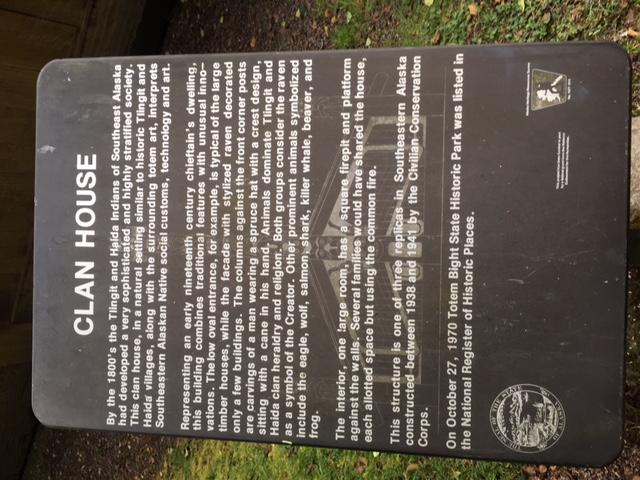 CLAN HOUSE
By the 1800's the Tlingit and Haida Indians of Southeast Alaska
had developed a very sophisticated and highly stratified society.
This clan house, in a natural setting similar to historic Tlingit and
Haida villages, along with the surrounding totem art, interprets
Southeastern Alaskan Native social customs, technology and art
Representing an early nineteenth century chieftain's dwelling,
this building combines traditional features with unusual inno-
vations. The low oval entrance, for example, is typical of the large
timber houses, while the facade with stylized raven decorated
only a few buildings. The columns against the front corner posts
are carvings of a man wearing a spruce hat with a crest design,
sitting with a cane in his hand. Animals dominate Tlingit and
Haida clan heraldry and religion. Both groups consider the raven
as a symbol of the Creator. Other prominent animals symbolized
include the eagle, wolf, salmon, shark, killer whale, beaver, and
frog.
The interior, one large room, has a square firepit and platform
against the walls. Several families would have shared the house,
each allotted space but using the common fire.
This structure is one of three replicas in Southeastern Alaska
constructed between 1938 and 1941 by the Civilian Conservation
Corps.
On October 27, 1970 Totem Bight State Historic Park was listed in
the National Register of Historic Places.